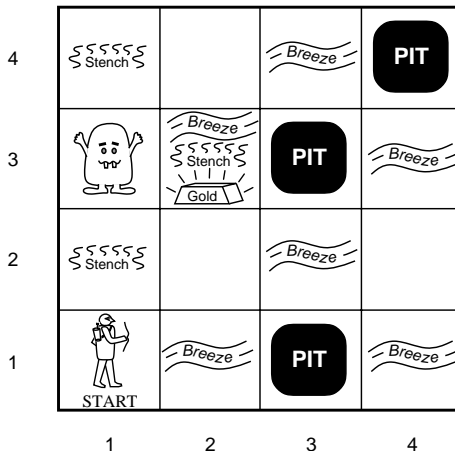 4
Stench
Breeze
PIT
3
Breeze
Stench
Gold
PIT
Breeze
2
Stench
Breeze
1
START
Breeze
PIT
Breeze
1 2 3 4